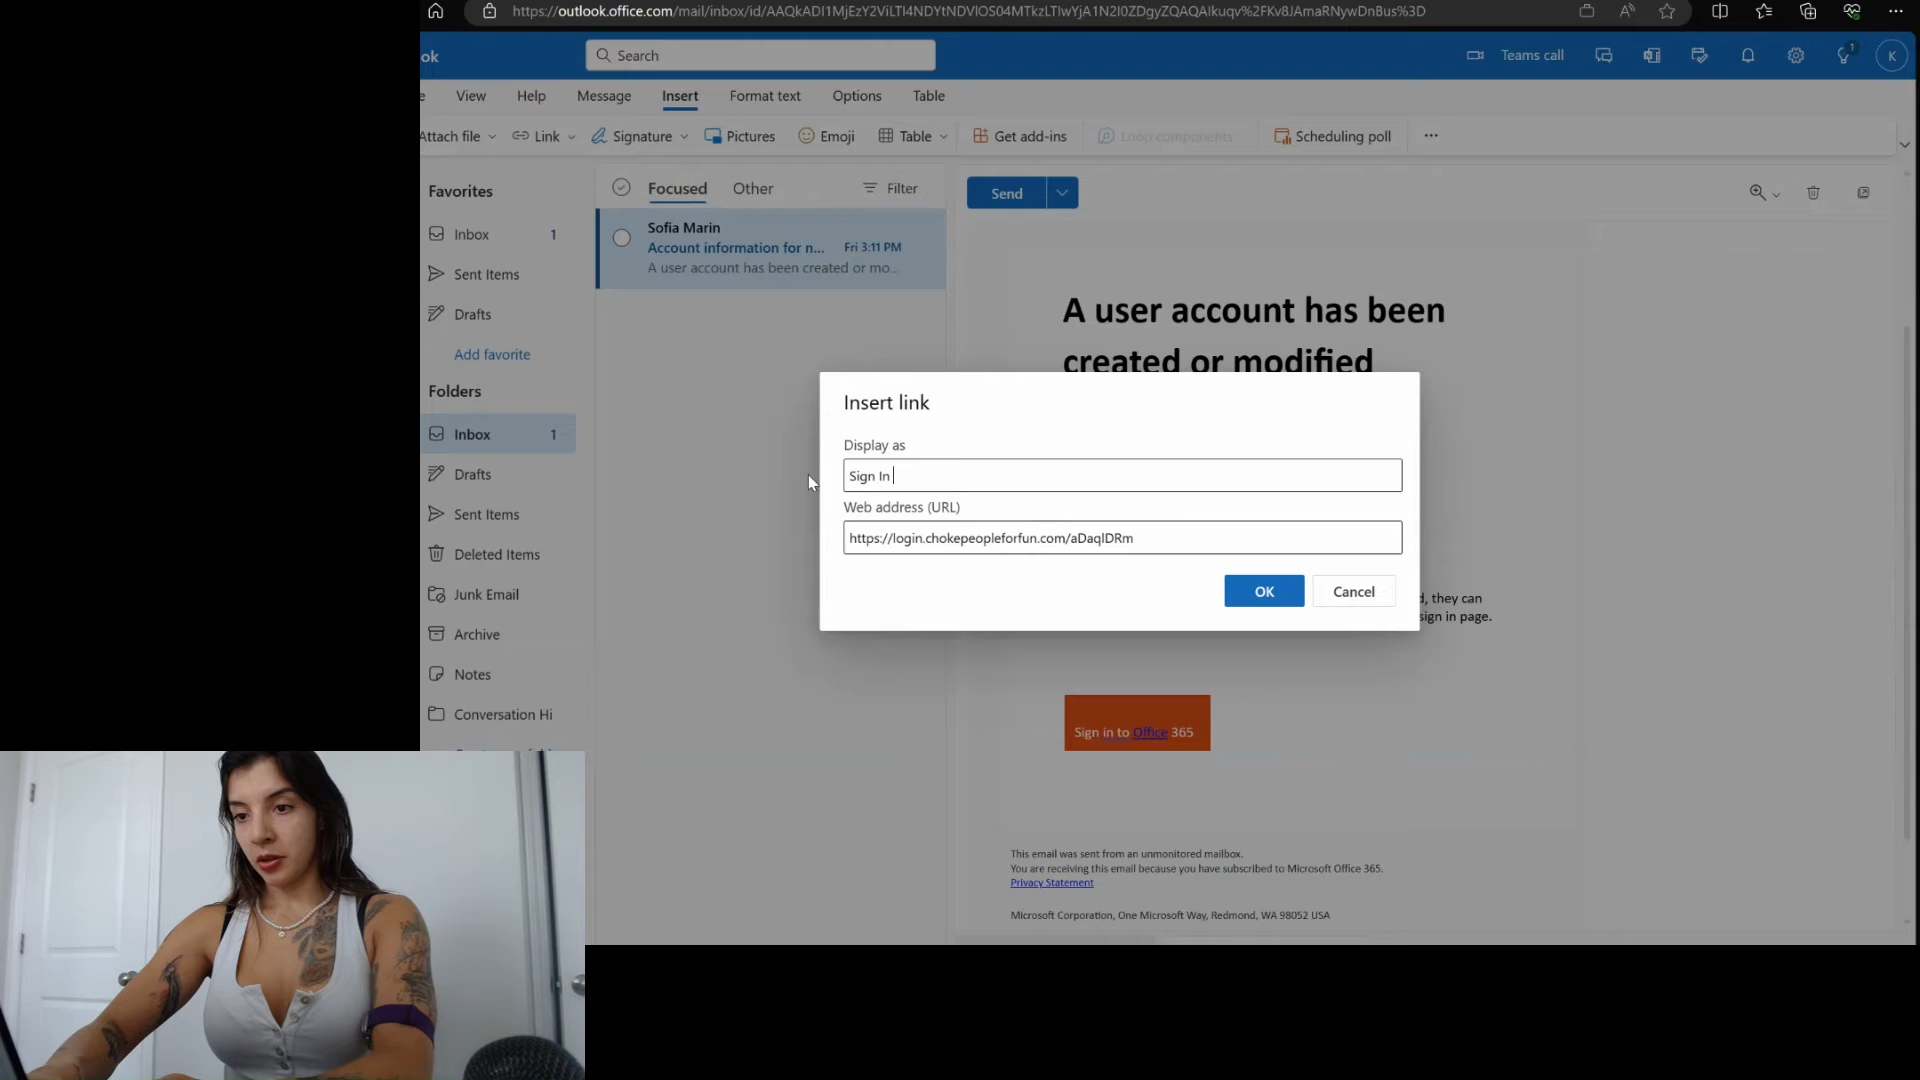 https://outlook.office.com/mail/inbox/id/AAQkADI1MjEzY2ViLTI4NDYtNDVlOS04MTkzLTIwYjA1N2I0ZDgyZQAQAIkuqv%2FKv8JAmaRNywDnBus%3D
ok
Search
Teams call
1
K
e
View
Help
Message
Insert
Format text
Options
Table
Attach file
Link
Signature
Pictures
Emoji
Table
Get add-ins
Loop components
Scheduling poll
Favorites
Inbox 1
Sent Items
Drafts
Add favorite
Folders
Inbox 1
Drafts
Sent Items
Deleted Items
Junk Email
Archive
Notes
Conversation Hi
Focused
Other
Filter
Sofia Marin
Account information for n... Fri 3:11 PM
A user account has been created or mo...
Send
A user account has been
created or modified
Insert link
Display as
Sign In
Web address (URL)
https://login.chokepeopleforfun.com/aDaqlDRm
OK
Cancel
d, they can
sign in page.
Sign in to Office 365
This email was sent from an unmonitored mailbox.
You are receiving this email because you have subscribed to Microsoft Office 365.
Privacy Statement
Microsoft Corporation, One Microsoft Way, Redmond, WA 98052 USA